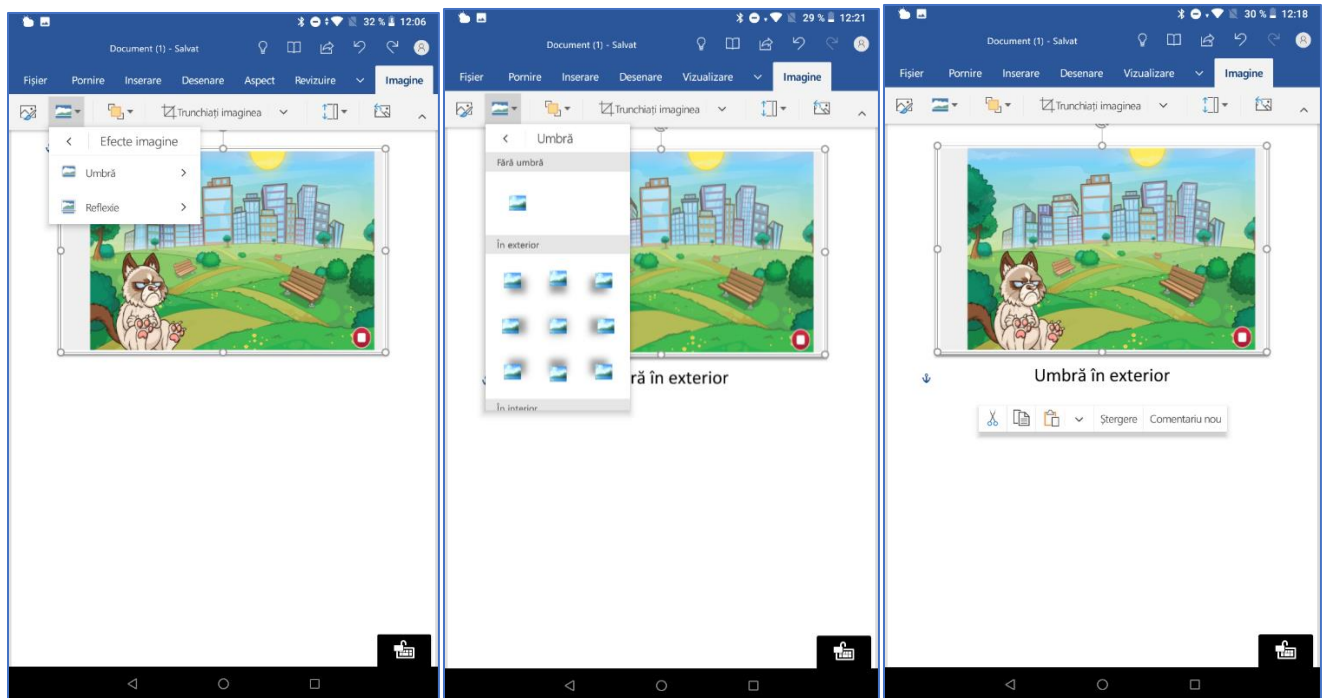 32 % 12:06
Document (1) - Salvat
Fișier Pornire Inserare Desenare Aspect Revizuire Imagine
Trunchiați imaginea
Efecte imagine
Umbră
Reflexie
29 % 12:21
Document (1) - Salvat
Fișier Pornire Inserare Desenare Vizualizare Imagine
Trunchiați imaginea
Umbră
Fără umbră
În exterior
ră în exterior
În interior
30 % 12:18
Document (1) - Salvat
Fișier Pornire Inserare Desenare Vizualizare Imagine
Trunchiați imaginea
Umbră în exterior
Ștergere Comentariu nou